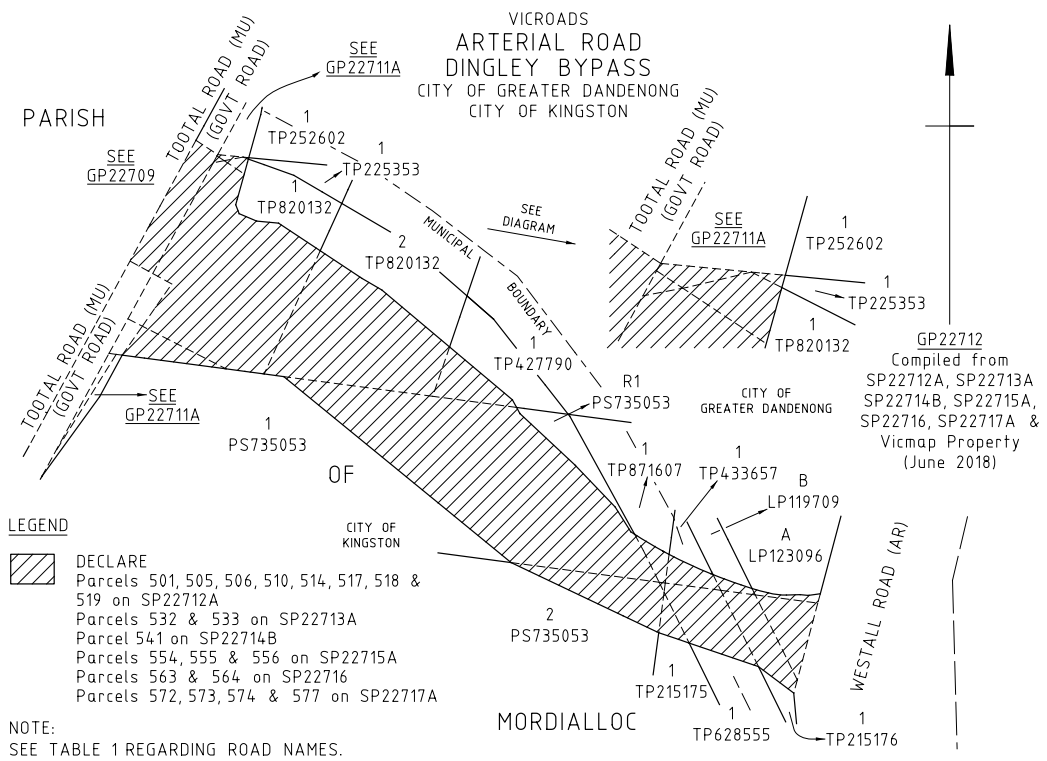 VICROADS
ARTERIAL ROAD
DINGLEY BYPASS
CITY OF GREATER DANDENONG
CITY OF KINGSTON
PARISH
SEE
GP22709
TOOTAL ROAD (MU)
(GOVT ROAD)
SEE
GP22711A
1
TP252602
1
TP225353
1
TP820132
2
TP820132
MUNICIPAL
BOUNDARY
SEE
DIAGRAM
TOOTAL ROAD (MU)
(GOVT ROAD)
SEE
GP22711A
1
TP252602
1
TP225353
1
TP820132
GP22712
Compiled from
SP22712A, SP22713A
SP22714B, SP22715A,
SP22716, SP22717A &
Vicmap Property
(June 2018)
TOOTAL ROAD (MU)
(GOVT ROAD)
SEE
GP22711A
1
TP427790
R1
PS735053
CITY OF
GREATER DANDENONG
1
PS735053
OF
1
TP871607
1
TP433657
B
LP119709
A
LP123096
CITY OF
KINGSTON
WESTALL ROAD (AR)
2
PS735053
1
TP215175
1
TP628555
1
TP215176
MORDIALLOC
LEGEND
DECLARE
Parcels 501, 505, 506, 510, 514, 517, 518 &
519 on SP22712A
Parcels 532 & 533 on SP22713A
Parcel 541 on SP22714B
Parcels 554, 555 & 556 on SP22715A
Parcels 563 & 564 on SP22716
Parcels 572, 573, 574 & 577 on SP22717A
NOTE:
SEE TABLE 1 REGARDING ROAD NAMES.